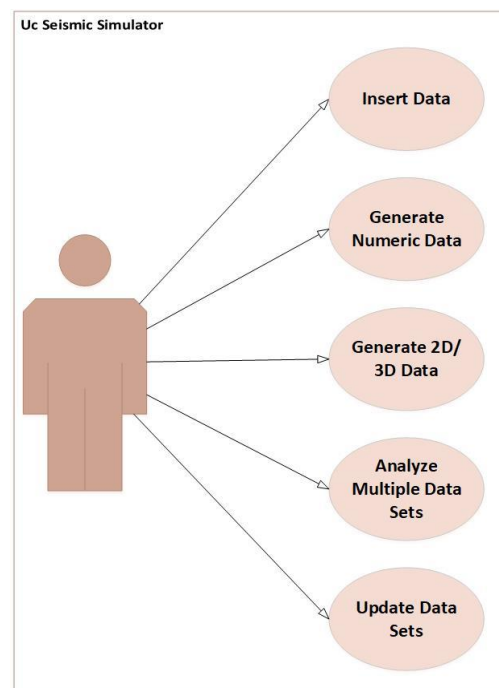 Uc Seismic Simulator
Insert Data
Generate
Numeric Data
Generate 2D/
3D Data
Analyze
Multiple Data
Sets
Update Data
Sets